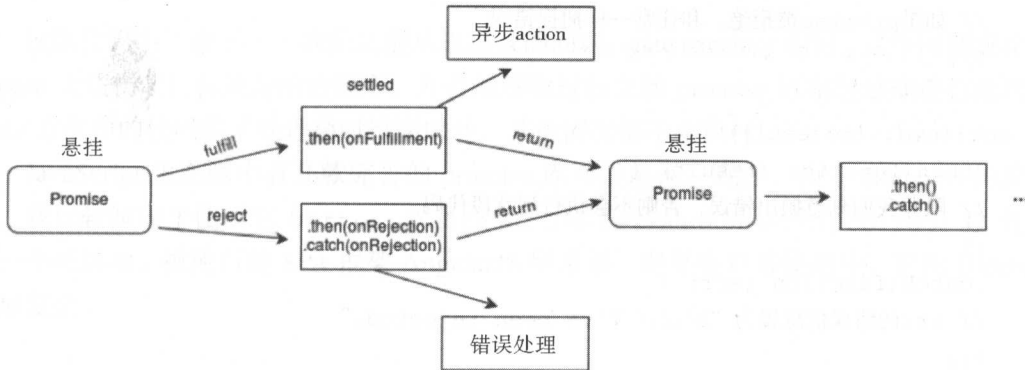 异步action
settled
悬挂
fulfill
.then(onFulfillment)
return
悬挂
Promise
reject
.then(onRejection)
.catch(onRejection)
return
Promise
.then()
.catch()
...
错误处理